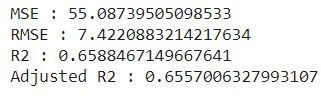 MSE : 55.08739505098533
RMSE : 7.4220883214217634
R2 : 0.6588467149667641
Adjusted R2 : 0.6557006327993107